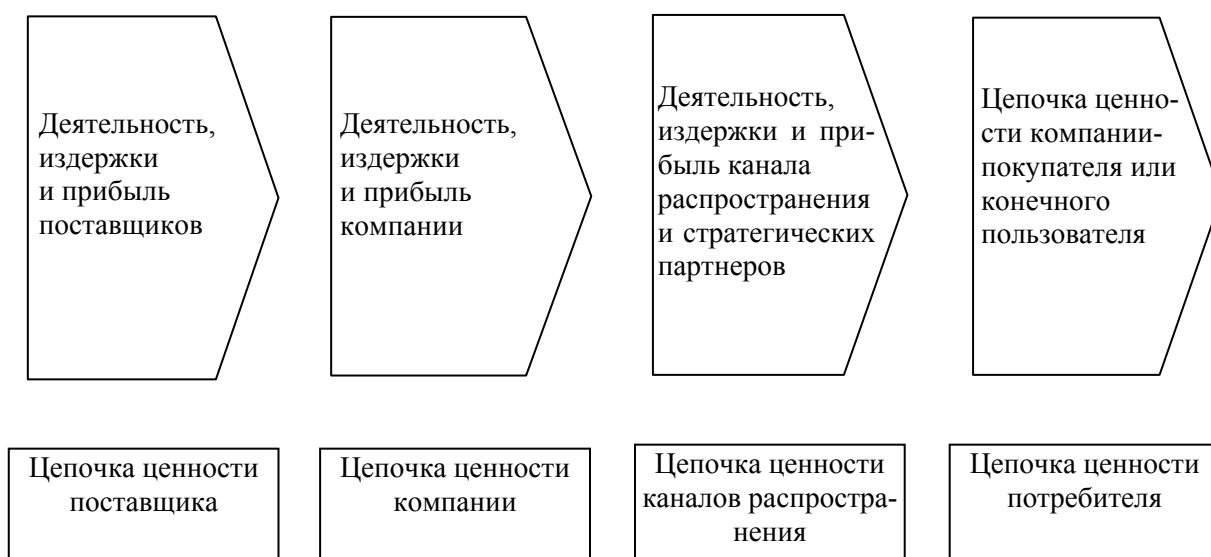 Деятельность,
издержки
и прибыль
поставщиков
Деятельность,
издержки
и прибыль
компании
Деятельность,
издержки и при-
быль канала
распространения
и стратегических
партнеров
Цепочка ценно-
сти компании-
покупателя или
конечного
пользователя
Цепочка ценности
поставщика
Цепочка ценности
компании
Цепочка ценности
каналов распростра-
нения
Цепочка ценности
потребителя